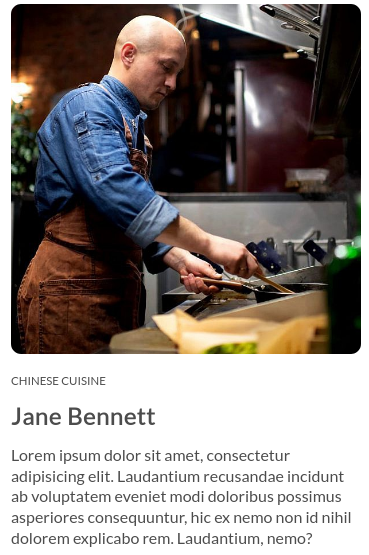 CHINESE CUISINE
Jane Bennett
Lorem ipsum dolor sit amet, consectetur
adipisicing elit. Laudantium recusandae incidunt
ab voluptatem eveniet modi doloribus possimus
asperiores consequuntur, hic ex nemo non id nihil
dolorem explicabo rem. Laudantium, nemo?